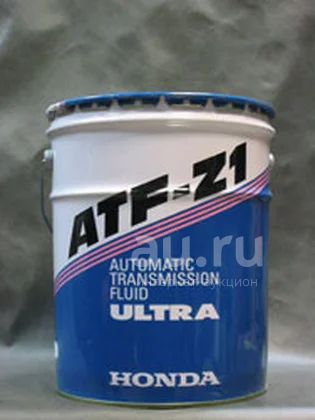 ATF-Z1
au.ru
AUTOMATIC
TRANSMISSION
FLUID
ULTRA
HONDA